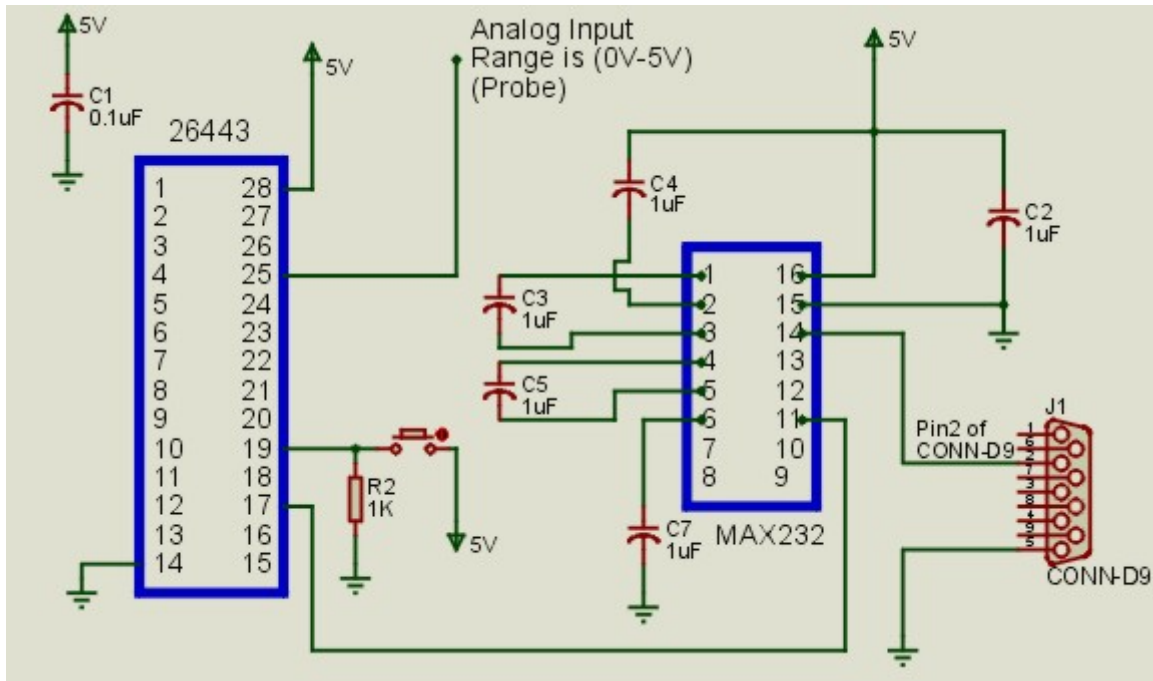 5V
C1
0.1uF
5V
Analog Input
Range is (0V-5V)
(Probe)
5V
26443
1 28
2 27
3 26
4 25
5 24
6 23
7 22
8 21
9 20
10 19
11 18
12 17
13 16
14 15
R2
1K
5V
C4
1uF
C2
1uF
C3
1uF
C5
1uF
C7
1uF
1 16
2 15
3 14
4 13
5 12
6 11
7 10
8 9
MAX232
Pin2 of
CONN-D9
J1
1
6
2
7
3
8
4
9
5
CONN-D9